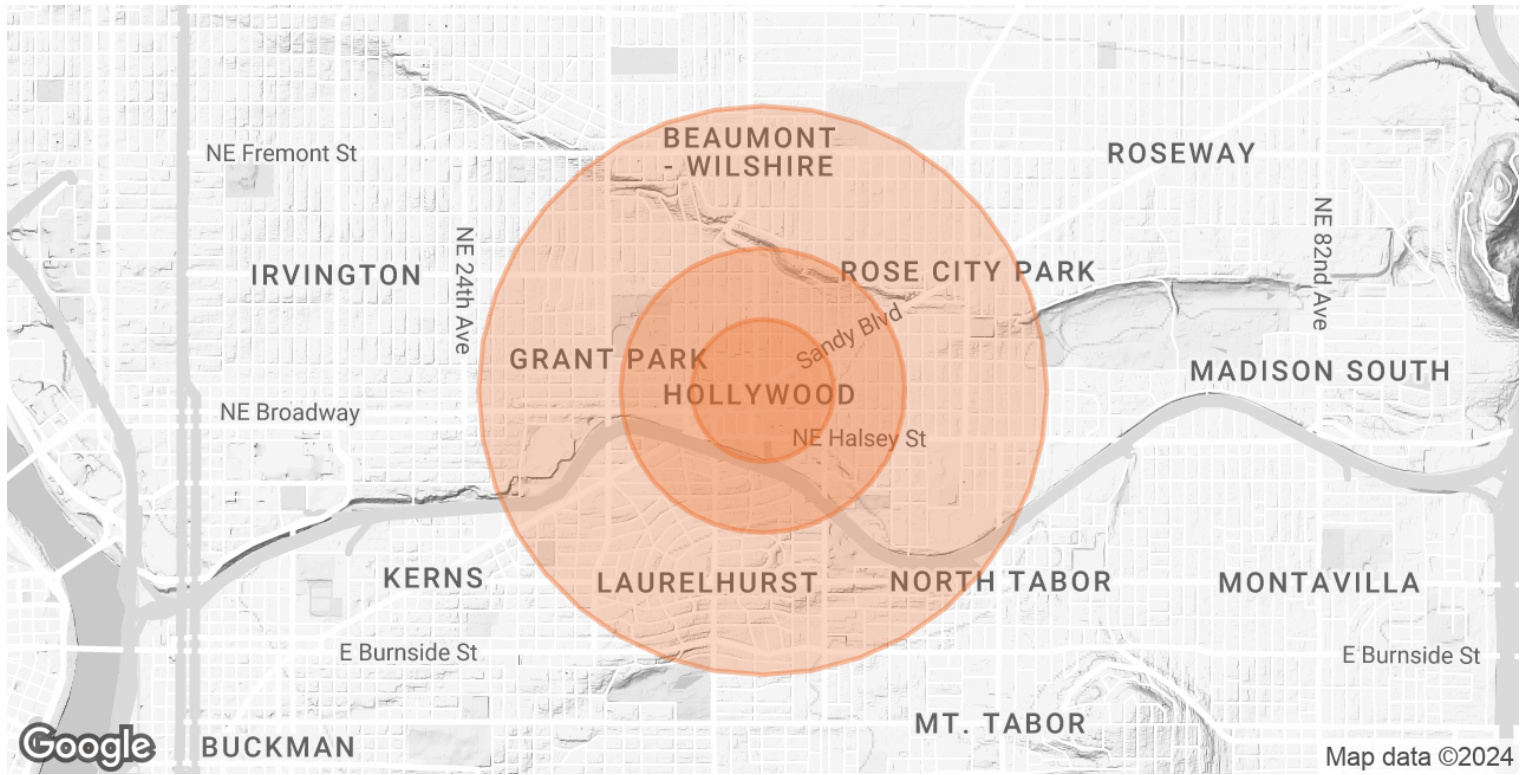 BEAUMONT
- WILSHIRE
NE Fremont St
ROSEWAY
NE 24th Ave
NE 82nd Ave
IRVINGTON
ROSE CITY PARK
Sandy Blvd
GRANT PARK
MADISON SOUTH
HOLLYWOOD
NE Broadway
NE Halsey St
KERNS
LAURELHURST
NORTH TABOR
MONTAVILLA
E Burnside St
E Burnside St
MT. TABOR
Google
BUCKMAN
Map data ©2024